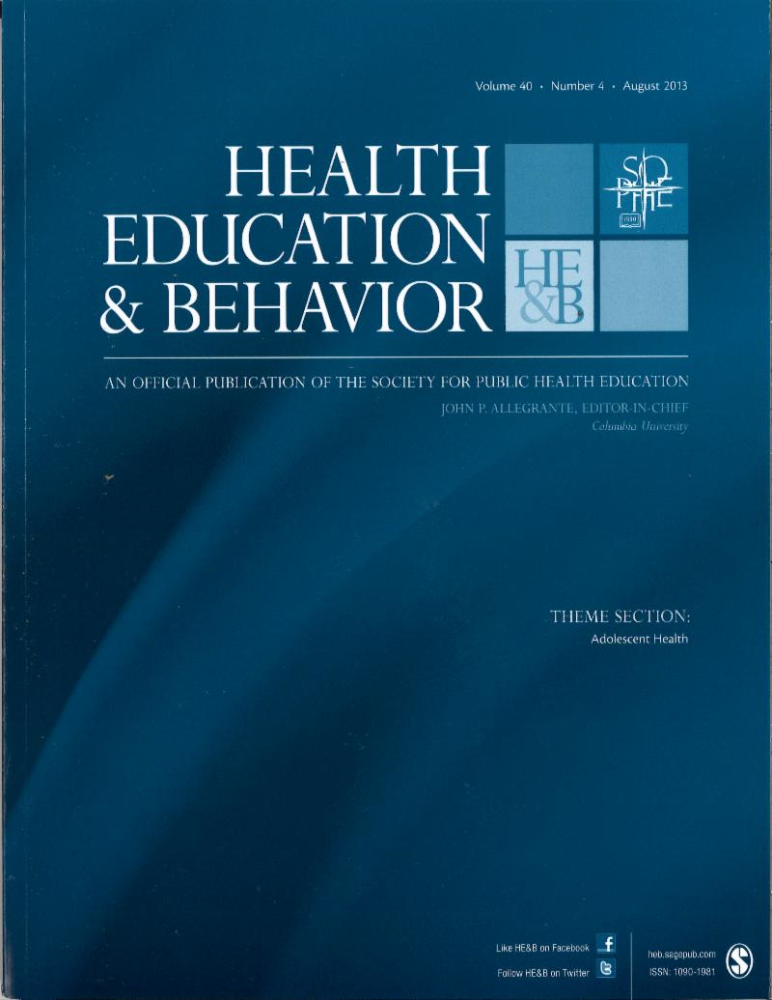 Volume 40 • Number 4 • August 2013
HEALTH
EDUCATION
& BEHAVIOR
SO
PHE
1950
HE
&B
AN OFFICIAL PUBLICATION OF THE SOCIETY FOR PUBLIC HEALTH EDUCATION
JOHN P. ALLEGRANTE, EDITOR-IN-CHIEF
Columbia University
THEME SECTION:
Adolescent Health
Like HE&B on Facebook f
Follow HE&B on Twitter t
heb.sagepub.com
ISSN: 1090-1981
S